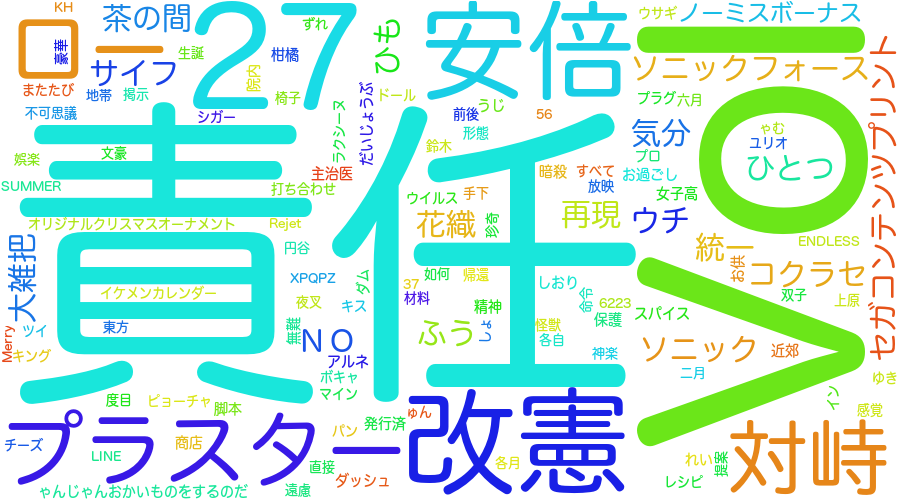 KH
茶の間
27
ずれ
ひも
安倍
ウサギ
ノーミスボーナス
豪華
ロー
サイフ
生誕
柑橘
院内
ソニックフォース
またたび
地帯
掲示
椅子
ドール
前後
うじ
56
プラグ
六月
不可思議
シガー
ラクシーヌ
だいじょうぶ
形態
気分
ゃむ
ユリオ
セガコンテンツプリント
娯楽
文豪
主治医
鈴木
暗殺
すべて
プロ
ひとつ
SUMMER
打ち合わせ
責任
ウイルス
手下
放映
お過ごし
女子高
オリジナルクリスマスオーナメント
Rejet
花織
珍奇
再現
ウチ
統一
ENDLESS
大雑把
円谷
XPQPZ
ダム
如何
帰還
しおり
お供
コクラセ
イケメンカレンダー
夜叉
キス
37
材料
精神
命令
6223
双子
上原
Merry
ツイ
東方
無難
NO
ふう
しょ
怪獣
保護
スパイス
キング
アルネ
各自
神楽
ソニック
近郊
ボキャ
マイン
二月
ゆき
度目
ピョーチャ
脚本
発行済
ゅん
イン
感覚
チーズ
プラスター
商店
パン
改憲
対峙
LINE
直接
ダッシュ
各月
れい
提案
ゃんじゃんおかいものをするのだ
遠慮
レシピ